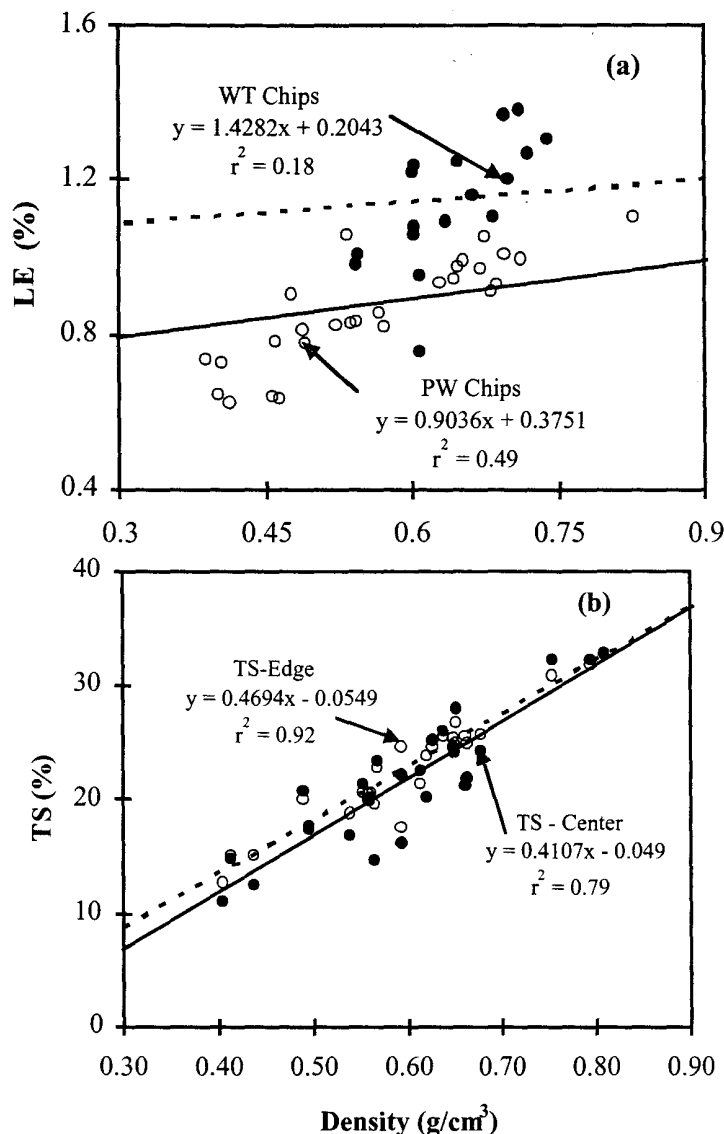 1.6
(a)
WT Chips
y = 1.4282x + 0.2043
r² = 0.18
1.2
LE (%)
0.8
PW Chips
y = 0.9036x + 0.3751
r² = 0.49
0.4
0.3 0.45 0.6 0.75 0.9
40
(b)
TS-Edge
y = 0.4694x - 0.0549
r² = 0.92
30
TS (%)
20
TS - Center
y = 0.4107x - 0.049
r² = 0.79
10
0
0.30 0.40 0.50 0.60 0.70 0.80 0.90
Density (g/cm³)